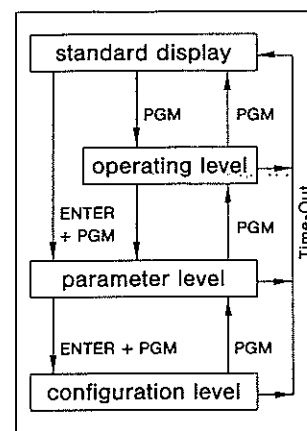 standard display
PGM PGM
operating level
ENTER
+ PGM
PGM
Time-Out
parameter level
ENTER + PGM PGM
configuration level